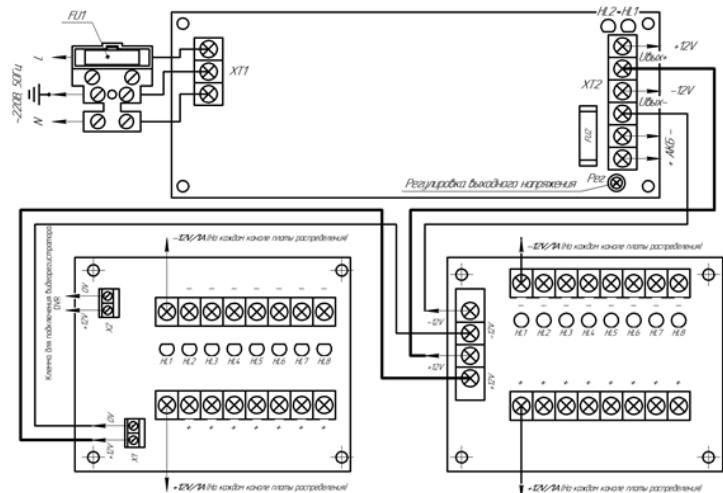 FU1
HL2
HL1
L
~220В 50Гц
N
XT1
XT2
+12V
Uвых+
-12V
Uвых-
FU2
+ АКБ -
Рег
Регулировка выходного напряжения
-12V/1A (На каждом канале платы распределения)
-12V/1A (На каждом канале платы распределения)
Клемма для подключения видеорегистратора
DVR
0V
+12V
X2
- - - - - - -
HL1 HL2 HL3 HL4 HL5 HL6 HL7 HL8
+ + + + + + +
0V
+12V
X1
+12V/1A (На каждом канале платы распределения)
-12V
-12V
+12V
+12V
- - - - - - - -
HL1 HL2 HL3 HL4 HL5 HL6 HL7 HL8
+ + + + + + +
+12V/1A (На каждом канале платы распределения)